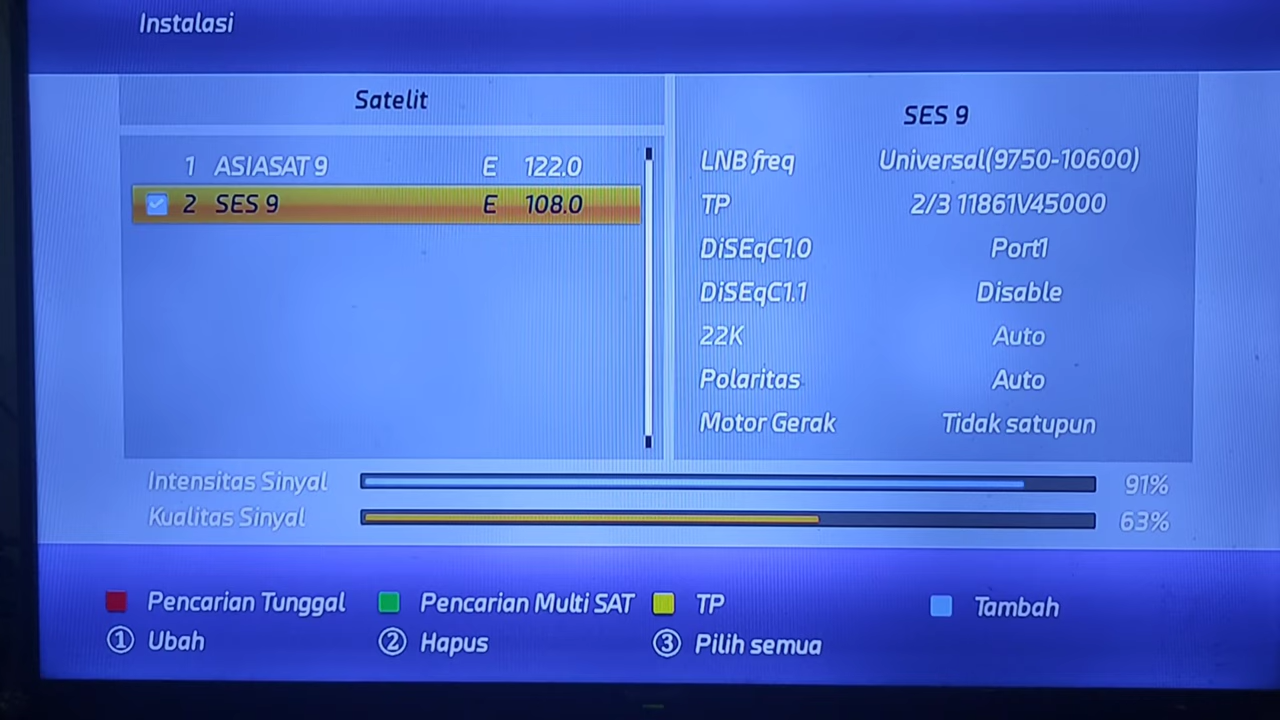 Instalasi
Satelit
1 ASIASAT 9 E 122.0
2 SES 9 E 108.0
SES 9
LNB freq Universal(9750-10600)
TP 2/3 11861V45000
DiSEqC1.0 Port1
DiSEqC1.1 Disable
22K Auto
Polaritas Auto
Motor Gerak Tidak satupun
Intensitas Sinyal 91%
Kualitas Sinyal 63%
Pencarian Tunggal Pencarian Multi SAT TP Tambah
1 Ubah 2 Hapus 3 Pilih semua